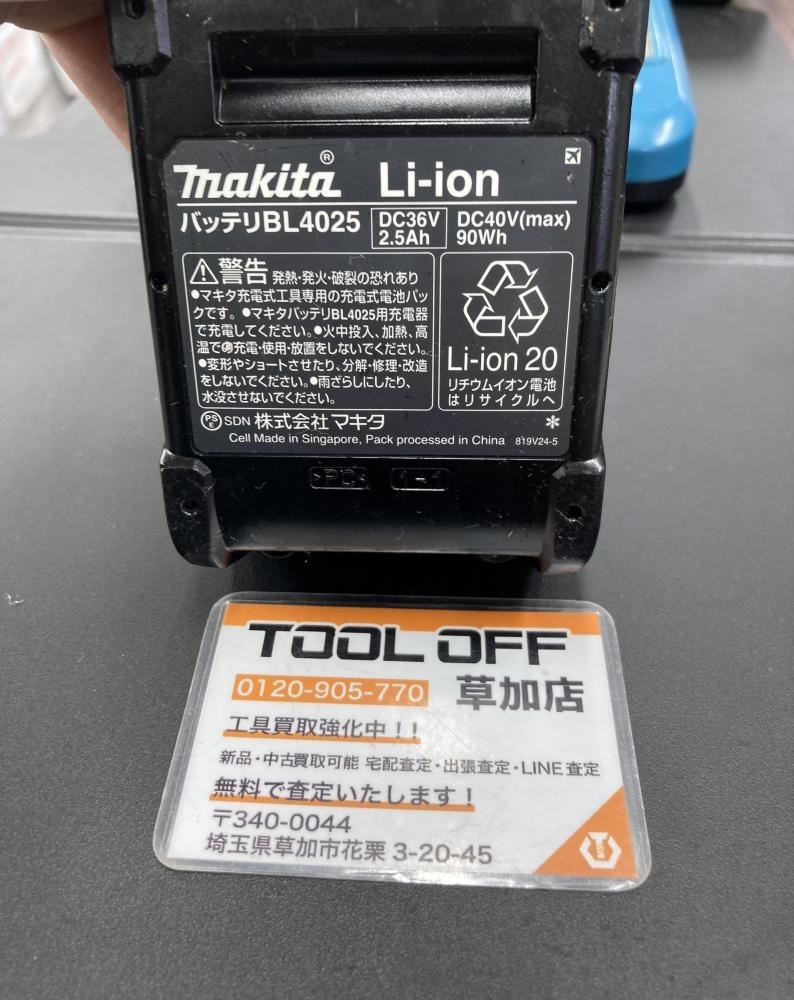 makita® Li-ion
バッテリBL4025 DC36V 2.5Ah DC40V(max) 90Wh
警告 発熱・発火・破裂の恐れあり
●マキタ充電式工具専用の充電式電池パッ
クです。●マキタバッテリBL4025用充電器
で充電してください。●火中投入、加熱、高
温での充電・使用・放置をしないでください。
●変形やショートさせたり、分解・修理・改造
をしないでください。●雨ざらしにしたり、
水没させないでください。
Li-ion 20
リチウムイオン電池
はリサイクルへ
PS E SDN 株式会社マキタ *
Cell Made in Singapore, Pack processed in China 819V24-5
>PC< 1-1
TOOL OFF
0120-905-770 草加店
工具買取強化中！！
新品・中古買取可能 宅配査定・出張査定・LINE査定
無料で査定いたします！
〒340-0044
埼玉県草加市花栗 3-20-45